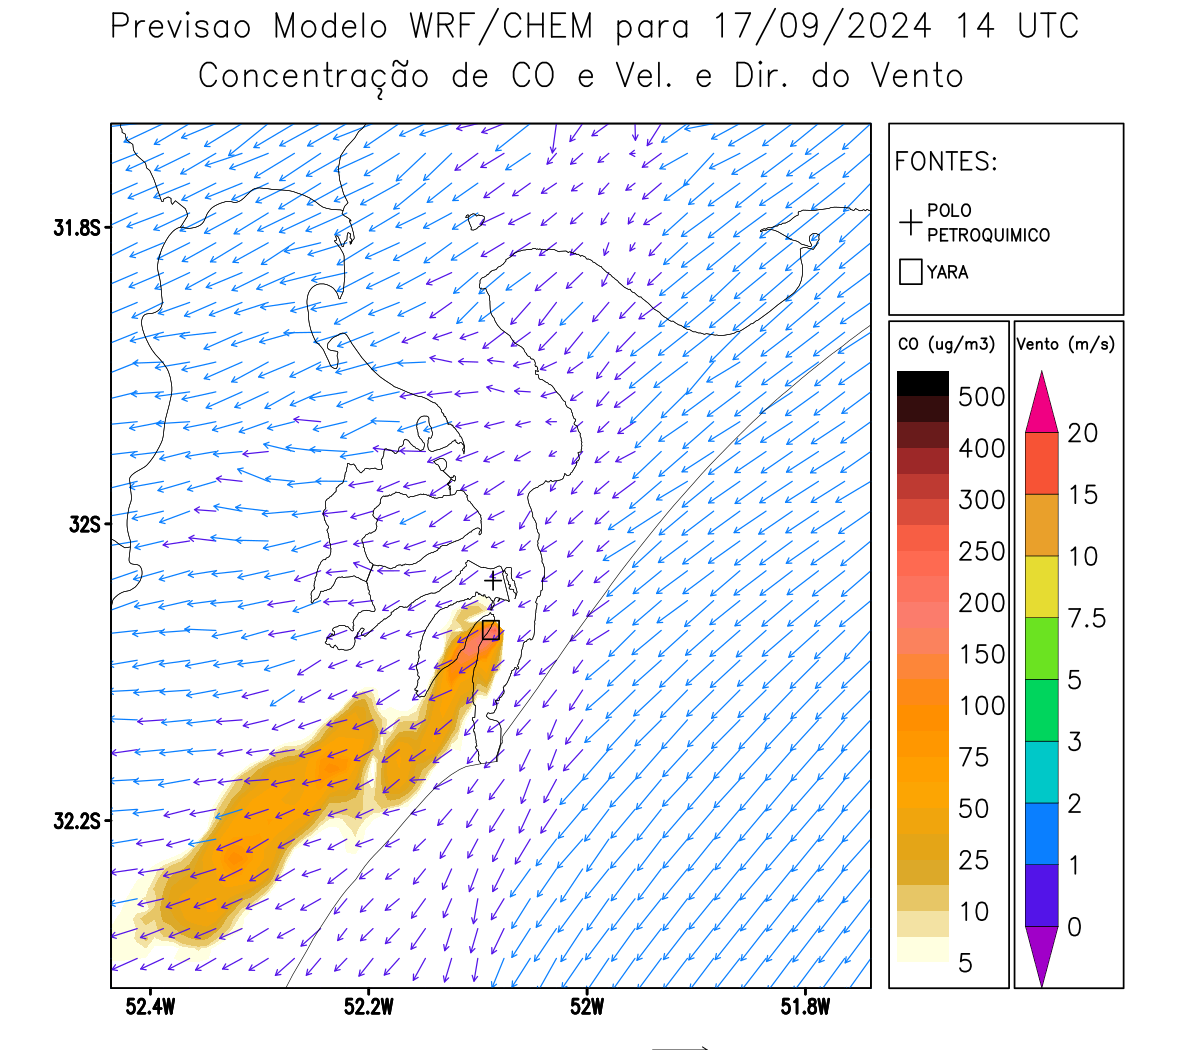 Previsao Modelo WRF/CHEM para 17/09/2024 14 UTC
Concentração de CO e Vel. e Dir. do Vento
FONTES:
POLO
PETROQUIMICO
YARA
CO (ug/m3)
500
400
300
250
200
150
100
75
50
25
10
5
Vento (m/s)
20
15
10
7.5
5
3
2
1
0
31.8S
32S
32.2S
52.4W
52.2W
52W
51.8W